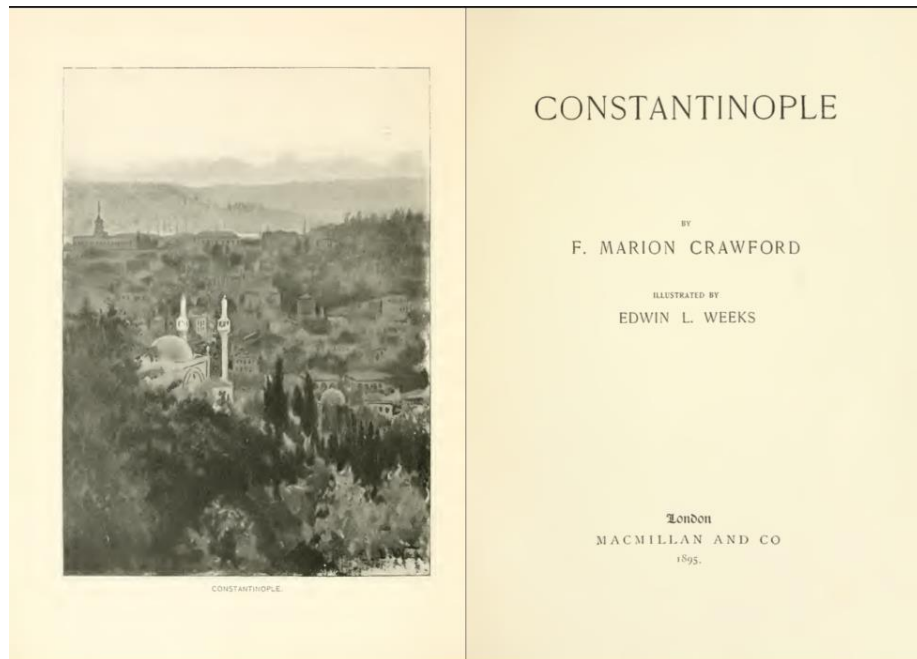 CONSTANTINOPLE.
CONSTANTINOPLE
BY
F. MARION CRAWFORD
ILLUSTRATED BY
EDWIN L. WEEKS
London
MACMILLAN AND CO
1895.